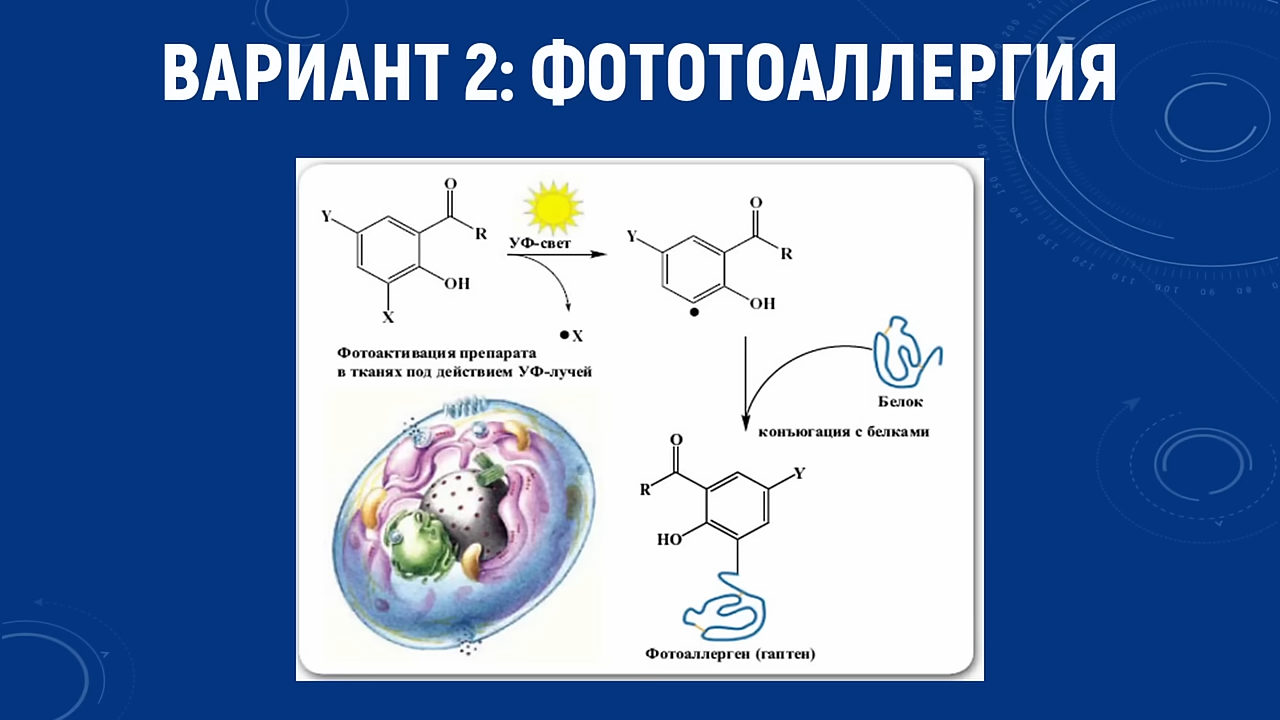 ВАРИАНТ 2: ФОТОТОАЛЛЕРГИЯ
O
Y
R
OH
X
УФ-свет
•X
O
Y
R
OH
•
Фотоактивация препарата
в тканях под действием УФ-лучей
Белок
конъюгация с белками
O
R
Y
HO
Фотоаллерген (гаптен)